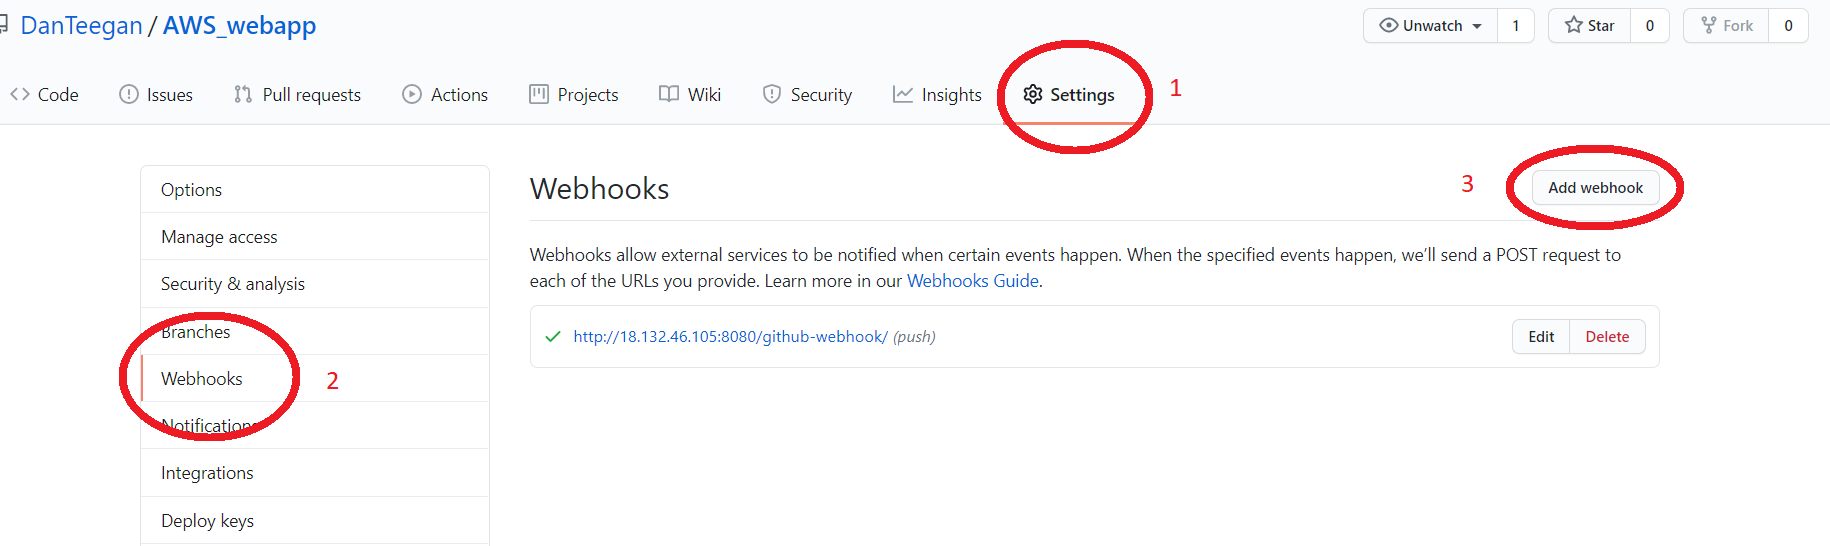 DanTeegan / AWS_webapp
Unwatch 1 Star 0 Fork 0
Code Issues Pull requests Actions Projects Wiki Security Insights Settings 1
Options
Manage access
Security & analysis
Branches
Webhooks 2
Notifications
Integrations
Deploy keys
Webhooks 3 Add webhook
Webhooks allow external services to be notified when certain events happen. When the specified events happen, we’ll send a POST request to
each of the URLs you provide. Learn more in our Webhooks Guide.
http://18.132.46.105:8080/github-webhook/ (push) Edit Delete